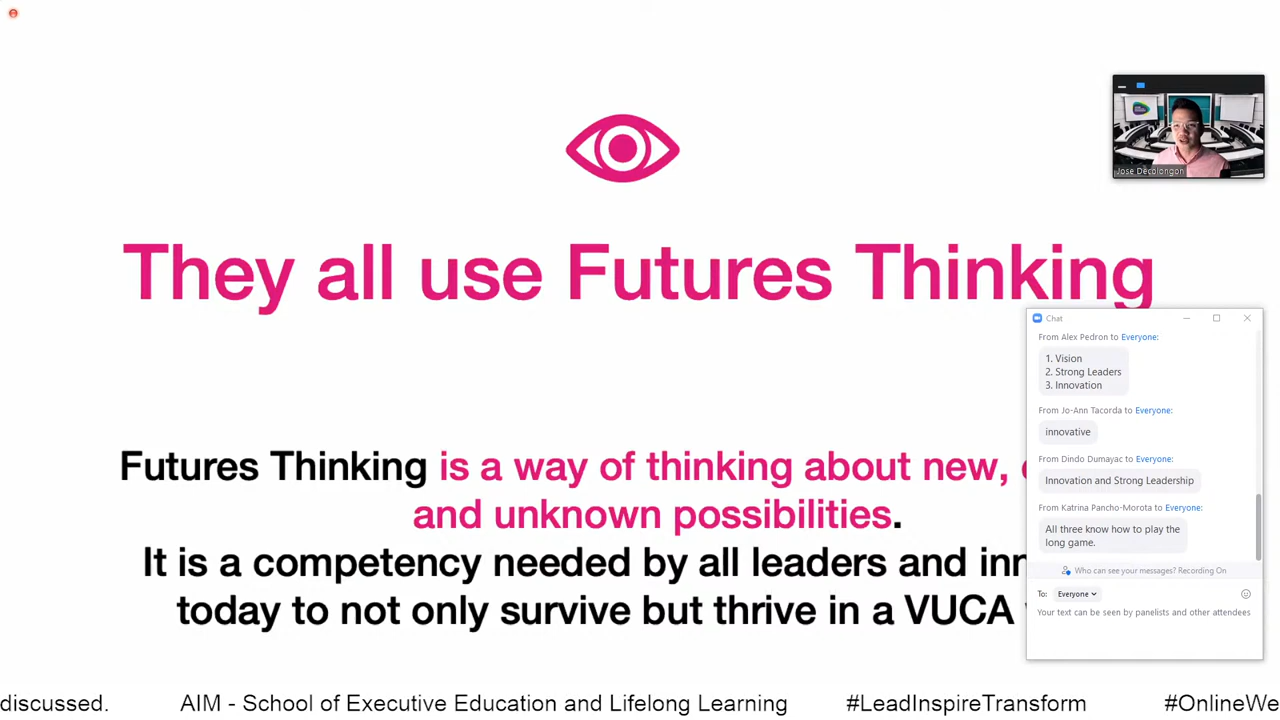 They all use Futures Thinking
Futures Thinking is a way of thinking about new,
and unknown possibilities.
It is a competency needed by all leaders and
today to not only survive but thrive in a VUCA
Jose Decolongon
Chat
From Alex Pedron to Everyone:
1. Vision
2. Strong Leaders
3. Innovation
From Jo-Ann Tacorda to Everyone:
innovative
From Dindo Dumayac to Everyone:
Innovation and Strong Leadership
From Katrina Pancho-Morota to Everyone:
All three know how to play the
long game.
Who can see your messages? Recording On
To: Everyone
Your text can be seen by panelists and other attendees
discussed. AIM - School of Executive Education and Lifelong Learning #LeadInspireTransform #OnlineWe